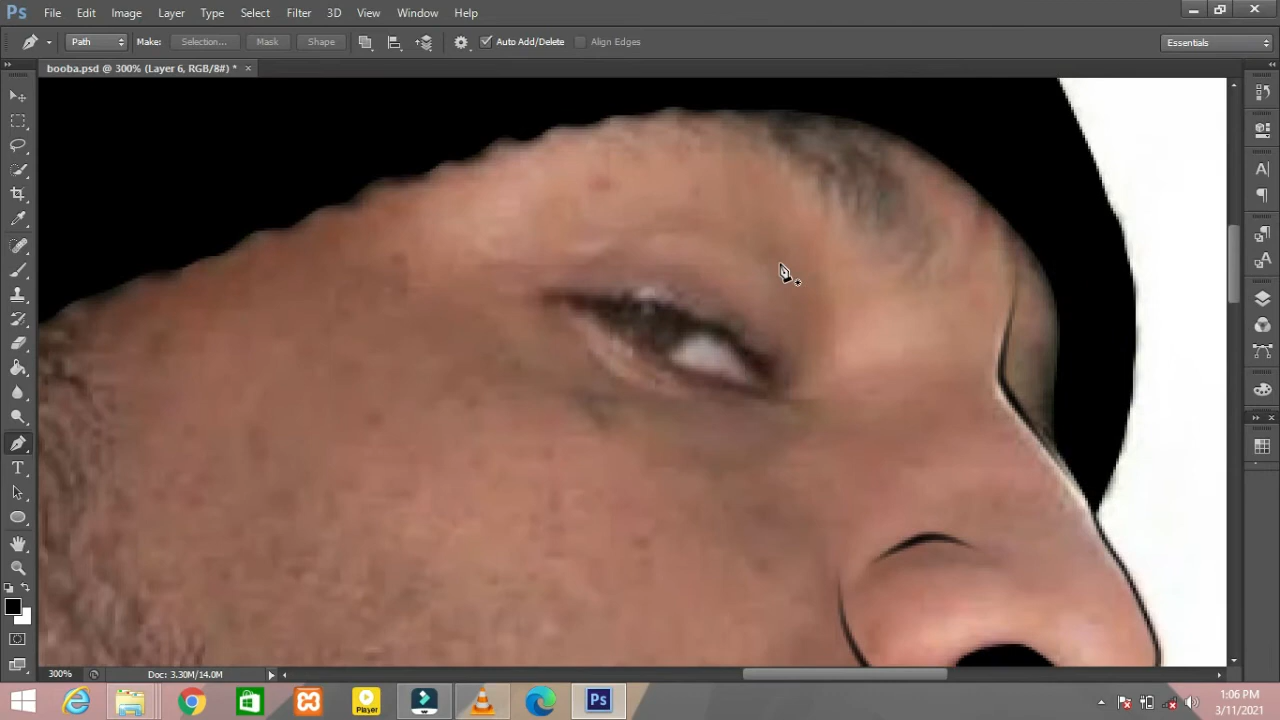 Ps File Edit Image Layer Type Select Filter 3D View Window Help
Path Make: Selection... Mask Shape Auto Add/Delete Align Edges Essentials
booba.psd @ 300% (Layer 6, RGB/8#) * ×
300% Doc: 3.30M/14.0M
Player
Ps
1:06 PM
3/11/2021